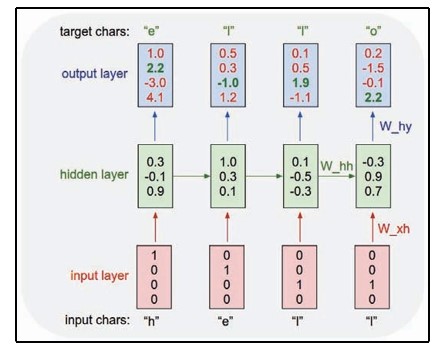 target chars: "e" "l" "l" "o"
1.0 0.5 0.1 0.2
2.2 0.3 0.5 -1.5
output layer
-3.0 -1.0 1.9 -0.1
4.1 1.2 -1.1 2.2
W_hy
0.3 1.0 0.1 -0.3
W_hh
hidden layer -0.1 0.3 -0.5 0.9
0.9 0.1 -0.3 0.7
W_xh
1 0 0 0
0 1 0 0
input layer
0 0 1 1
0 0 0 0
input chars: "h" "e" "l" "l"